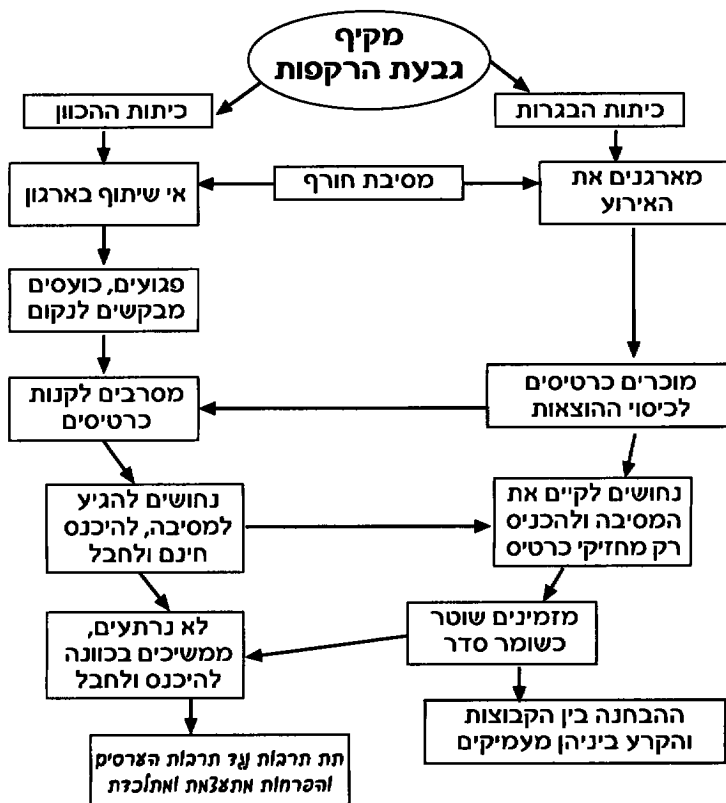 מקיף
גבעת הרקפות
כיתות הבגרות
כיתות ההכוון
מארגנים את
האירוע
מסיבת חורף
אי שיתוף בארגון
פגועים, כועסים
מבקשים לנקום
מוכרים כרטיסים
לכיסוי ההוצאות
מסרבים לקנות
כרטיסים
נחושים לקיים את
המסיבה ולהכניס
רק מחזיקי כרטיס
נחושים להגיע
למסיבה, להיכנס
חינם ולחבל
מזמינים שוטר
כשומר סדר
לא נרתעים,
ממשיכים בכוונה
להיכנס ולחבל
ההבחנה בין הקבוצות
והקרע ביניהן מעמיקים
תת תרבות נגד תרבות הערסים
והפרחות מתעצמת ומתלכדת